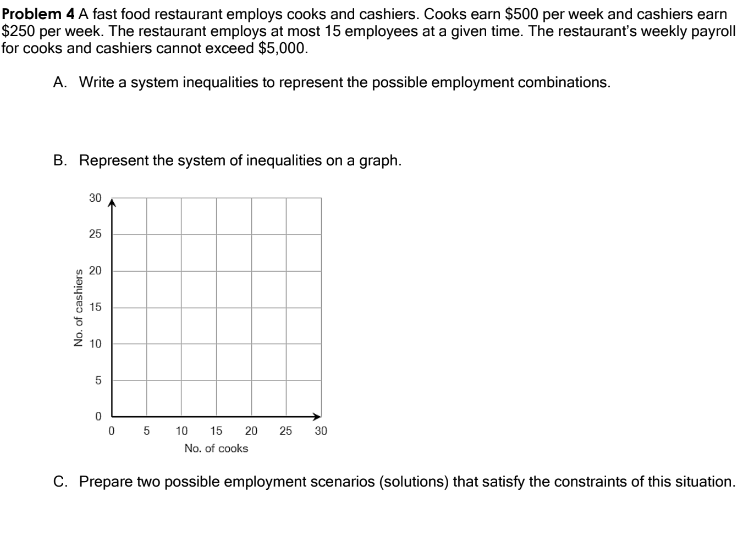 Problem 4 A fast food restaurant employs cooks and cashiers. Cooks earn $500 per week and cashiers earn
$250 per week. The restaurant employs at most 15 employees at a given time. The restaurant's weekly payroll
for cooks and cashiers cannot exceed $5,000.
A. Write a system inequalities to represent the possible employment combinations.
B. Represent the system of inequalities on a graph.
No. of cashiers
30
25
20
15
10
5
0
0 5 10 15 20 25 30
No. of cooks
C. Prepare two possible employment scenarios (solutions) that satisfy the constraints of this situation.